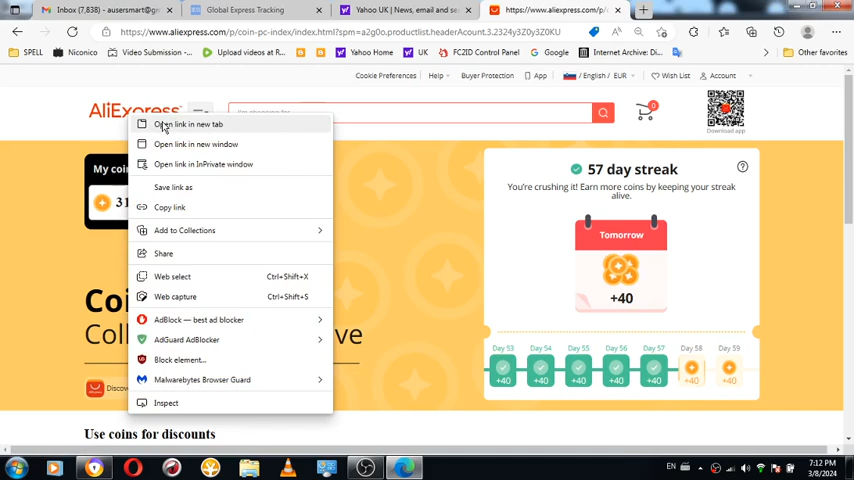 Inbox (7,838) - ausersmart@g
Global Express Tracking
Yahoo UK | News, email and se
https://www.aliexpress.com/p/
https://www.aliexpress.com/p/coin-pc-index/index.html?spm=a2g0o.productlist.headerAcount.3.2324y3Z0y3Z0KU
SPELL
Niconico
Video Submission -...
Upload videos at R...
Yahoo Home
UK
FC2ID Control Panel
Google
Internet Archive: Di...
Other favorites
Cookie Preferences
Help
Buyer Protection
App
/ English / EUR
Wish List
Account
AliExpress
0
Download app
My co
31
Open link in new tab
Open link in new window
Open link in InPrivate window
Save link as
Copy link
Add to Collections
Share
Web select Ctrl+Shift+X
Web capture Ctrl+Shift+S
AdBlock — best ad blocker
AdGuard AdBlocker
Block element...
Malwarebytes Browser Guard
Inspect
57 day streak
You're crushing it! Earn more coins by keeping your streak
alive.
Tomorrow
+40
Day 53 Day 54 Day 55 Day 56 Day 57 Day 58 Day 59
+40 +40 +40 +40 +40 +40 +40
Coi
Coll
ve
Discov
Use coins for discounts
EN
7:12 PM
3/8/2024